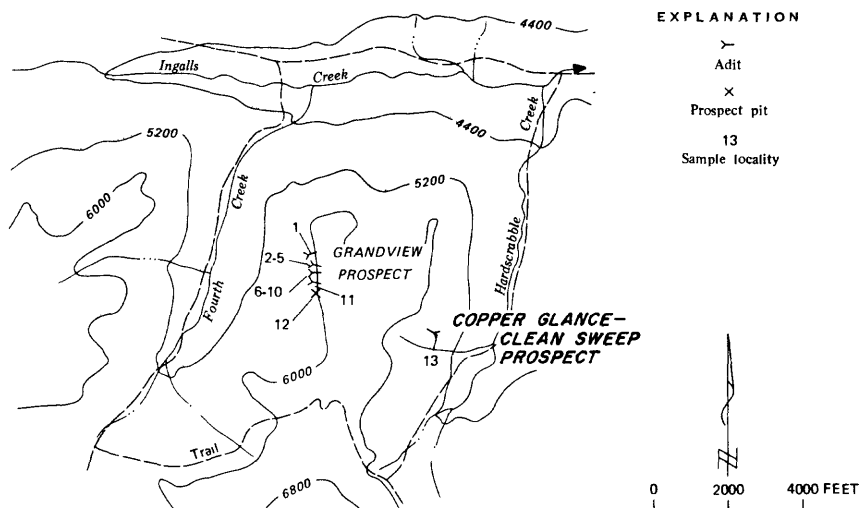 4400
EXPLANATION
Adit
Prospect pit
13
Sample locality
Ingalls
Creek
Creek
5200
4400
6000
Creek
5200
1
GRANDVIEW
PROSPECT
2-5
6-10
11
12
Fourth
Hardscrabble
COPPER GLANCE-
CLEAN SWEEP
PROSPECT
13
6000
Trail
6800
N
0 2000 4000 FEET